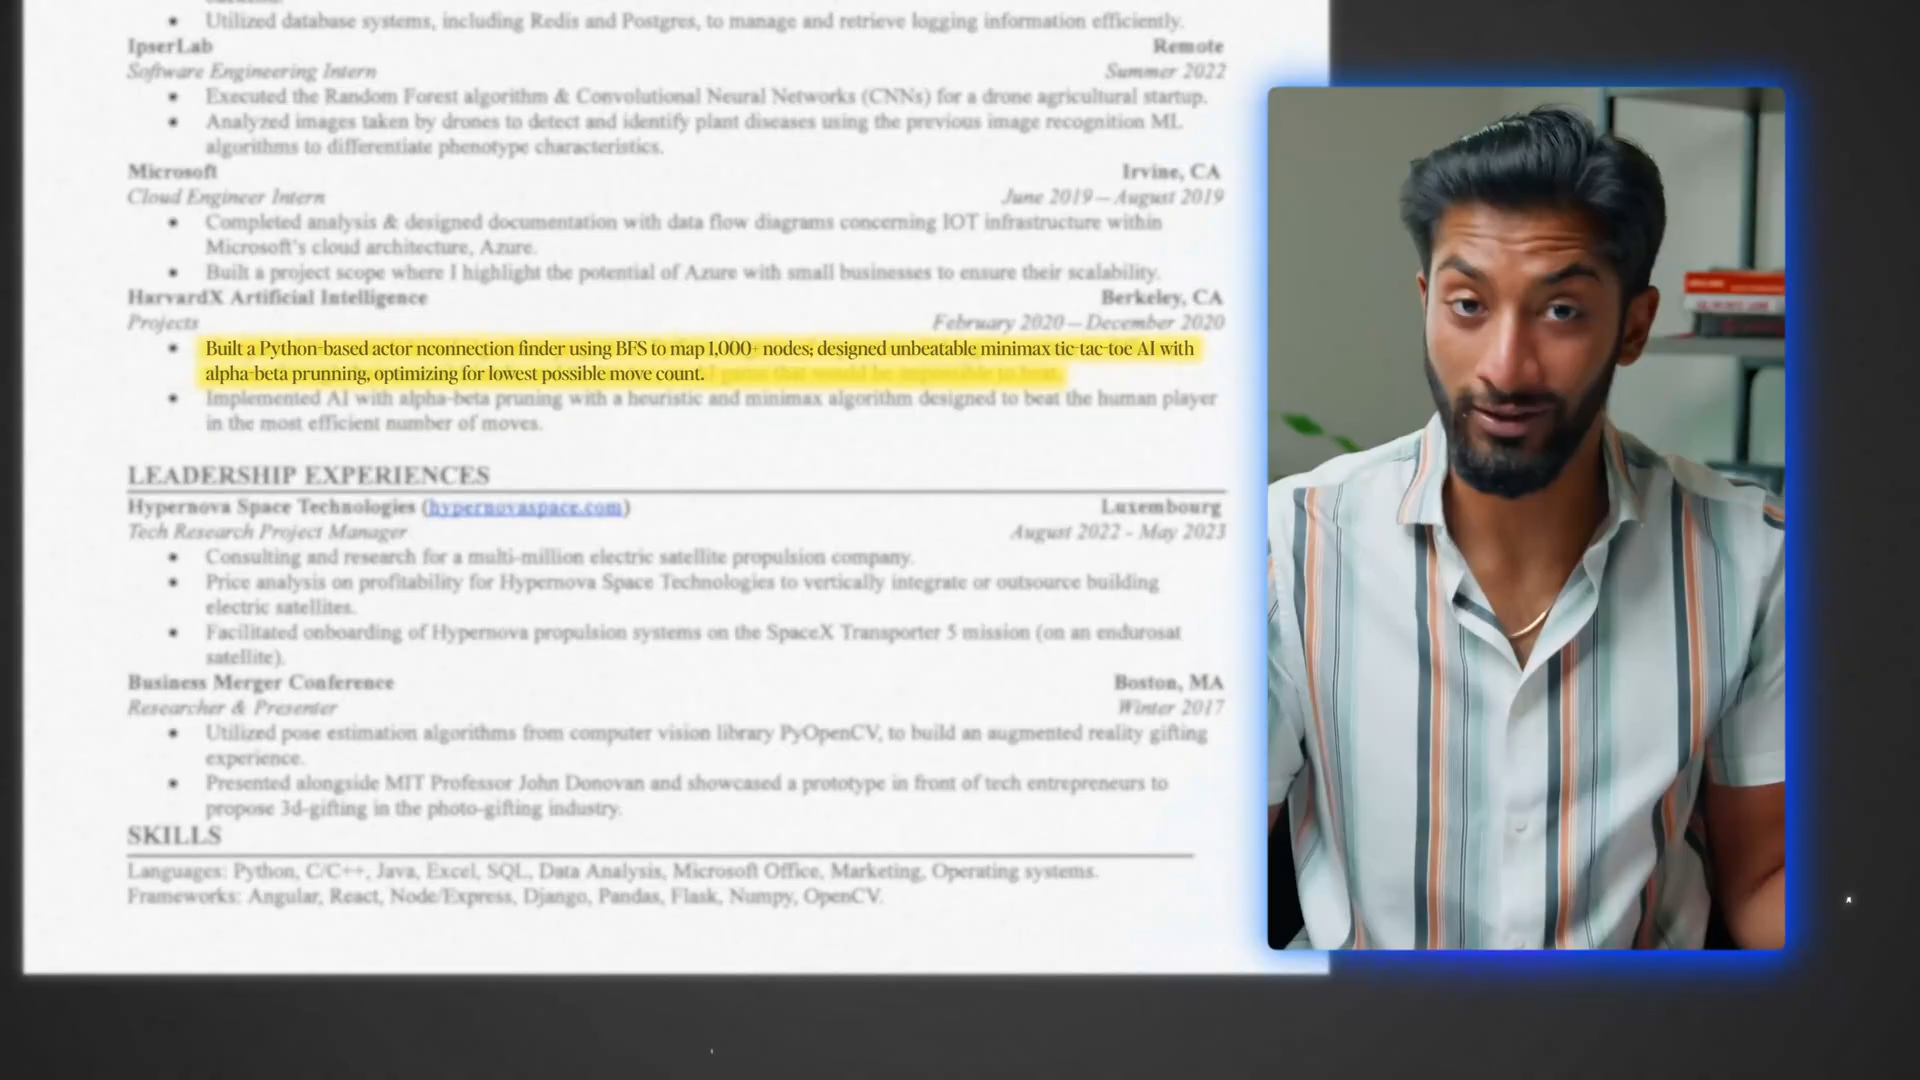 Utilized database systems, including Redis and Postgres, to manage and retrieve logging information efficiently.
IpserLab Remote
Software Engineering Intern Summer 2022
Executed the Random Forest algorithm & Convolutional Neural Networks (CNNs) for a drone agricultural startup.
Analyzed images taken by drones to detect and identify plant diseases using the previous image recognition ML
algorithms to differentiate phenotype characteristics.
Microsoft Irvine, CA
Cloud Engineer Intern June 2019 – August 2019
Completed analysis & designed documentation with data flow diagrams concerning IOT infrastructure within
Microsoft's cloud architecture, Azure.
Built a project scope where I highlight the potential of Azure with small businesses to ensure their scalability.
HarvardX Artificial Intelligence Berkeley, CA
Projects February 2020 – December 2020
Built a Python-based actor nconnection finder using BFS to map 1,000+ nodes; designed unbeatable minimax tic-tac-toe AI with
alpha-beta prunning, optimizing for lowest possible move count. game that would be impossible to beat.
Implemented AI with alpha-beta pruning with a heuristic and minimax algorithm designed to beat the human player
in the most efficient number of moves.
LEADERSHIP EXPERIENCES
Hypernova Space Technologies (hypernovaspace.com) Luxembourg
Tech Research Project Manager August 2022 - May 2023
Consulting and research for a multi-million electric satellite propulsion company.
Price analysis on profitability for Hypernova Space Technologies to vertically integrate or outsource building
electric satellites.
Facilitated onboarding of Hypernova propulsion systems on the SpaceX Transporter 5 mission (on an endurosat
satellite).
Business Merger Conference Boston, MA
Researcher & Presenter Winter 2017
Utilized pose estimation algorithms from computer vision library PyOpenCV, to build an augmented reality gifting
experience.
Presented alongside MIT Professor John Donovan and showcased a prototype in front of tech entrepreneurs to
propose 3d-gifting in the photo-gifting industry.
SKILLS
Languages: Python, C/C++, Java, Excel, SQL, Data Analysis, Microsoft Office, Marketing, Operating systems.
Frameworks: Angular, React, Node/Express, Django, Pandas, Flask, Numpy, OpenCV.